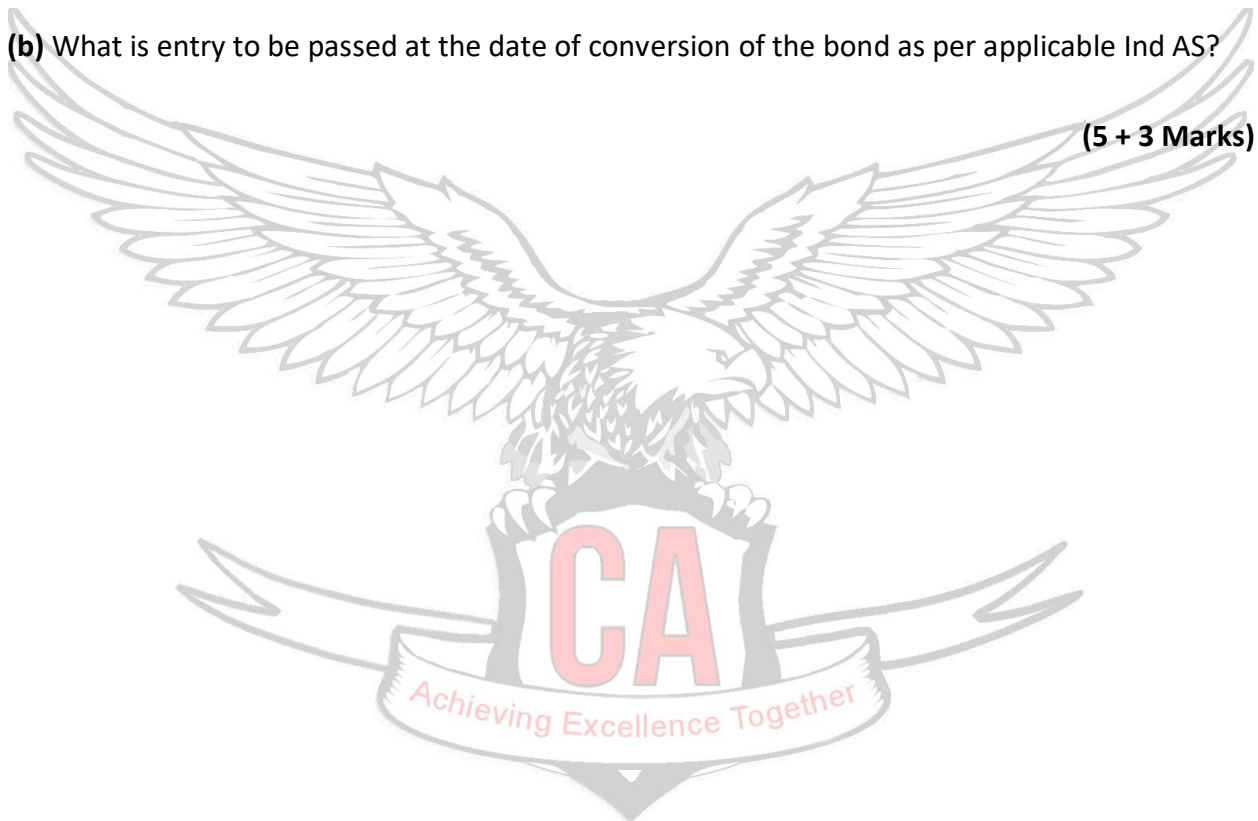 (b) What is entry to be passed at the date of conversion of the bond as per applicable Ind AS?
(5 + 3 Marks)
CA
Achieving Excellence Together